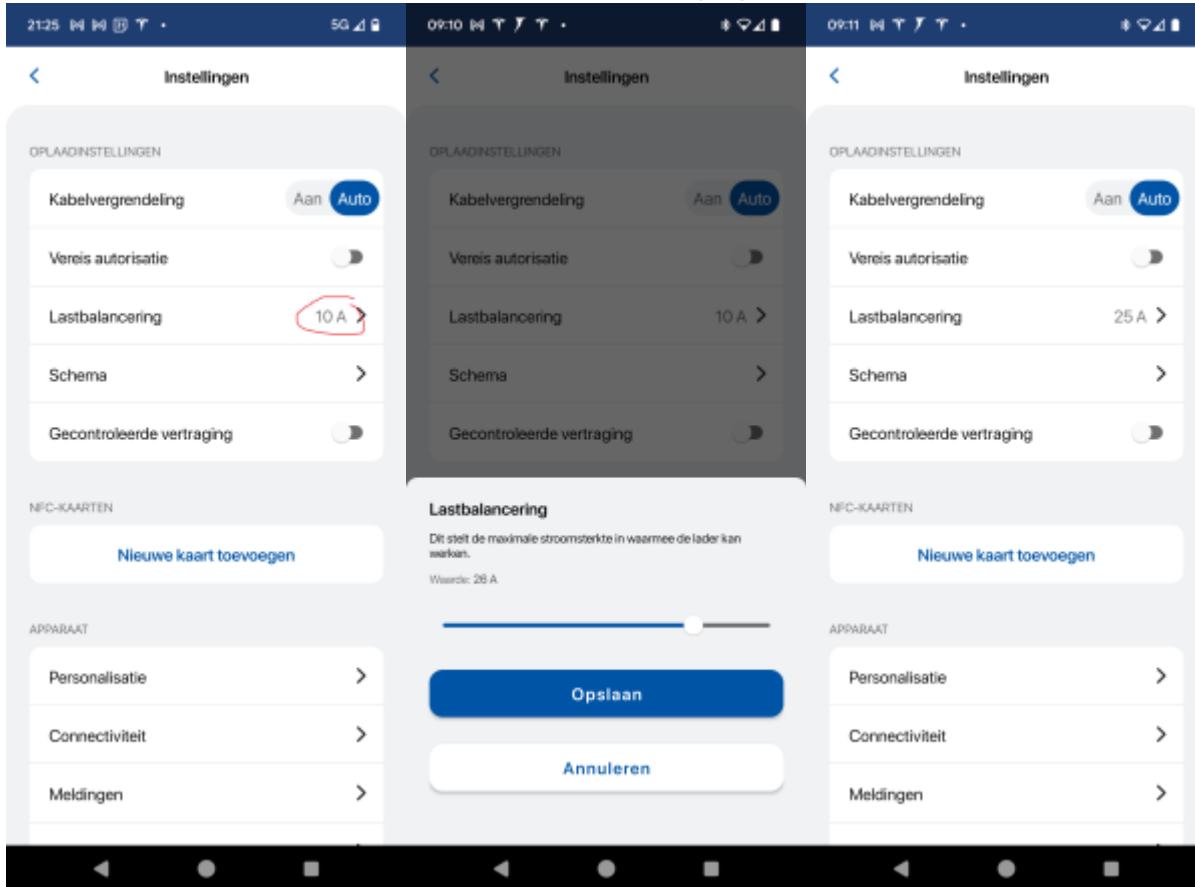 21:25
5G
Instellingen
OPLAADINSTELLINGEN
Kabelvergrendeling
Aan Auto
Vereis autorisatie
Lastbalancering
10 A
Schema
Gecontroleerde vertraging
NFC-KAARTEN
Nieuwe kaart toevoegen
APPARAAT
Personalisatie
Connectiviteit
Meldingen
09:10
Instellingen
OPLAADINSTELLINGEN
Kabelvergrendeling
Aan Auto
Vereis autorisatie
Lastbalancering
10 A
Schema
Gecontroleerde vertraging
Lastbalancering
Dit stelt de maximale stroomsterkte in waarmee de lader kan
werken.
Waarde: 26 A
Opslaan
Annuleren
09:11
Instellingen
OPLAADINSTELLINGEN
Kabelvergrendeling
Aan Auto
Vereis autorisatie
Lastbalancering
25 A
Schema
Gecontroleerde vertraging
NFC-KAARTEN
Nieuwe kaart toevoegen
APPARAAT
Personalisatie
Connectiviteit
Meldingen